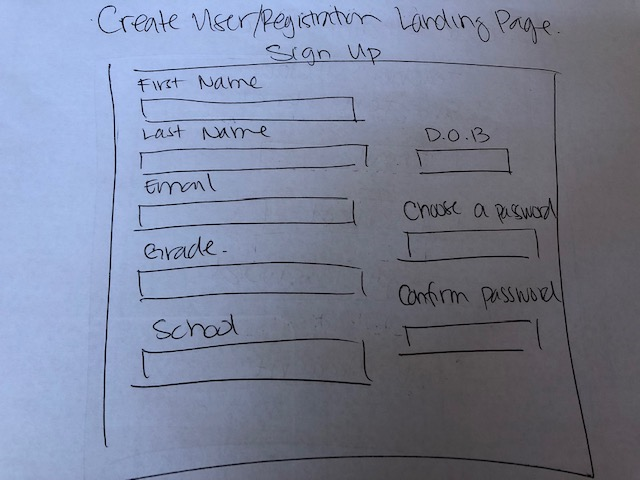 Create User/Registration Landing Page.
Sign Up
First Name
Last Name
D.O.B
Email
Choose a password
Grade.
Confirm password
School